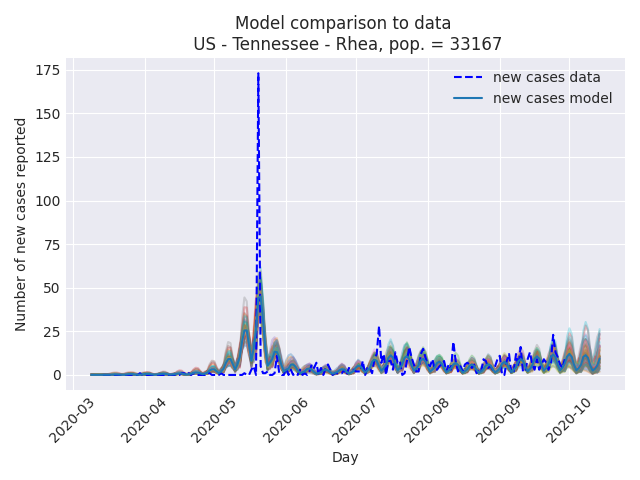 Model comparison to data
US - Tennessee - Rhea, pop. = 33167
new cases data
new cases model
Number of new cases reported
175
150
125
100
75
50
25
0
2020-03
2020-04
2020-05
2020-06
2020-07
2020-08
2020-09
2020-10
Day